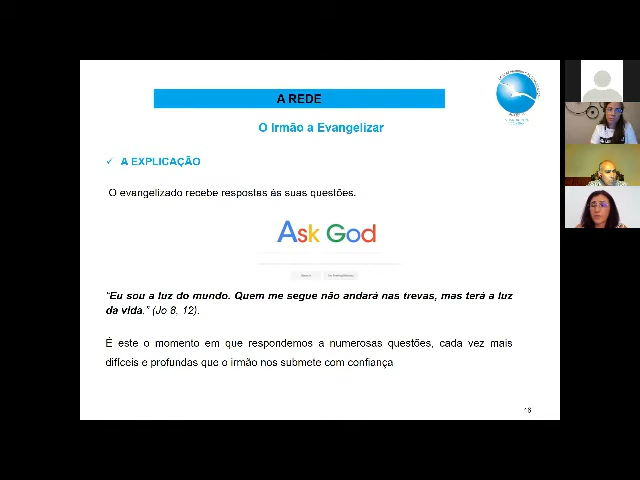 A REDE
O Irmão a Evangelizar
✓ A EXPLICAÇÃO
O evangelizado recebe respostas às suas questões.
Ask God
“Eu sou a luz do mundo. Quem me segue não andará nas trevas, mas terá a luz
da vida.” (Jo 8, 12).
É este o momento em que respondemos a numerosas questões, cada vez mais
difíceis e profundas que o irmão nos submete com confiança
16